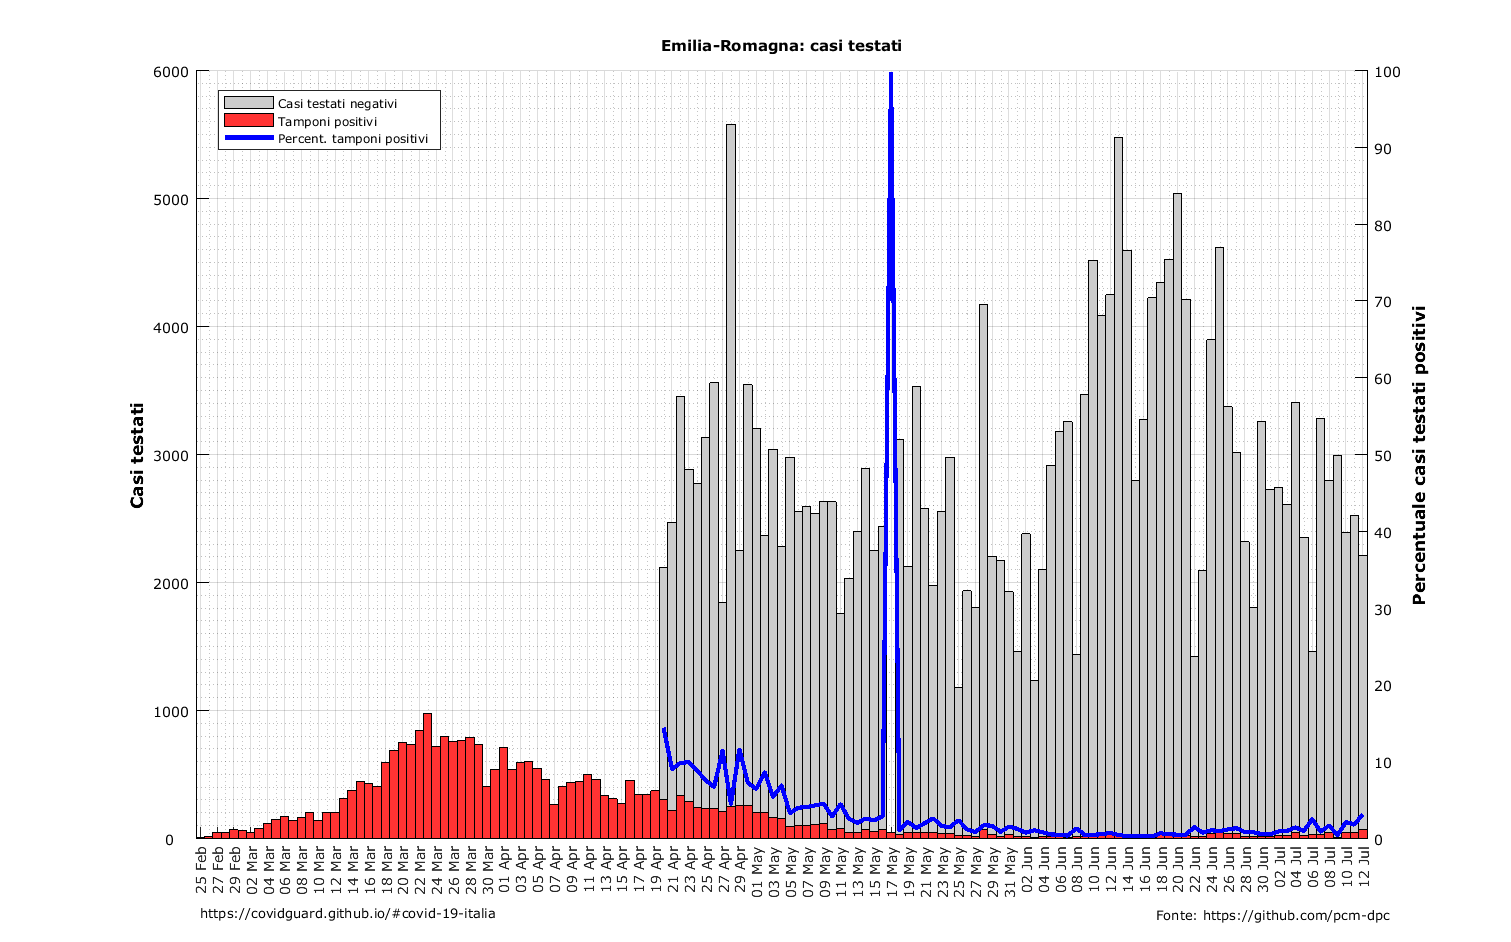 Emilia-Romagna: casi testati
Casi testati negativi
Tamponi positivi
Percent. tamponi positivi
Casi testati
6000
5000
4000
3000
2000
1000
0
100
90
80
70
60
50
40
30
20
10
0
Percentuale casi testati positivi
25 Feb
27 Feb
29 Feb
02 Mar
04 Mar
06 Mar
08 Mar
10 Mar
12 Mar
14 Mar
16 Mar
18 Mar
20 Mar
22 Mar
24 Mar
26 Mar
28 Mar
30 Mar
01 Apr
03 Apr
05 Apr
07 Apr
09 Apr
11 Apr
13 Apr
15 Apr
17 Apr
19 Apr
21 Apr
23 Apr
25 Apr
27 Apr
29 Apr
01 May
03 May
05 May
07 May
09 May
11 May
13 May
15 May
17 May
19 May
21 May
23 May
25 May
27 May
29 May
31 May
02 Jun
04 Jun
06 Jun
08 Jun
10 Jun
12 Jun
14 Jun
16 Jun
18 Jun
20 Jun
22 Jun
24 Jun
26 Jun
28 Jun
30 Jun
02 Jul
04 Jul
06 Jul
08 Jul
10 Jul
12 Jul
https://covidguard.github.io/#covid-19-italia
Fonte: https://github.com/pcm-dpc